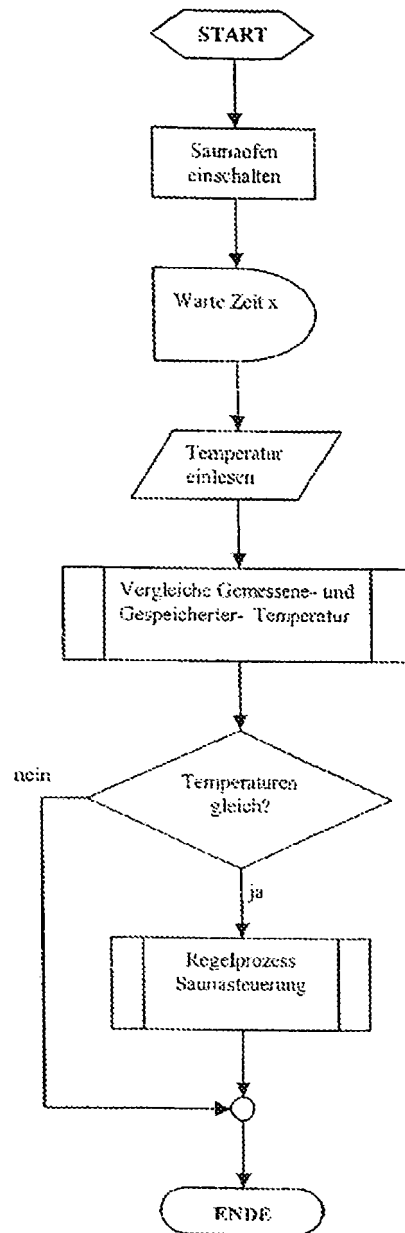 START
Saunaofen
einschalten
Warte Zeit x
Temperatur
einlesen
Vergleiche Gemessene- und
Gespeicherter- Temperatur
nein
Temperaturen
gleich?
ja
Regelprozess
Saunasteuerung
ENDE